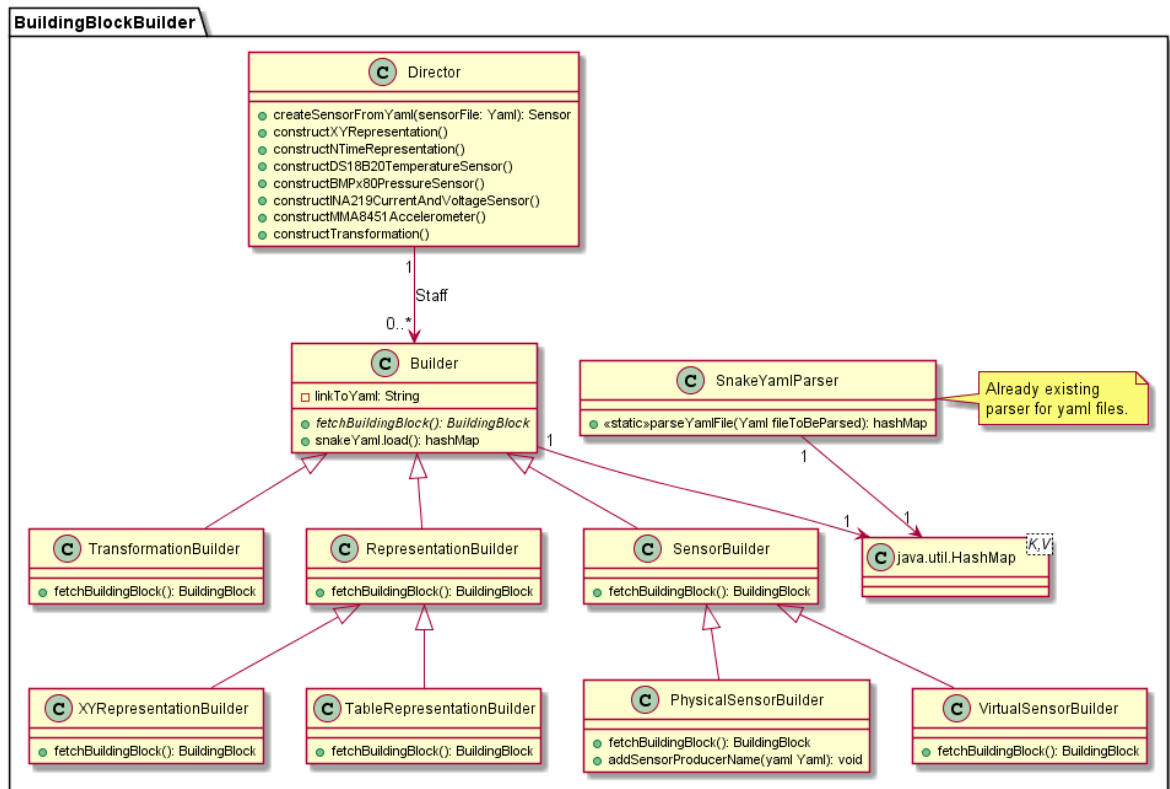 BuildingBlockBuilder
C Director
createSensorFromYaml(sensorFile: Yaml): Sensor
constructXYRepresentation()
constructNTimeRepresentation()
constructDS18B20TemperatureSensor()
constructBMPx80PressureSensor()
constructINA219CurrentAndVoltageSensor()
constructMMA8451Accelerometer()
constructTransformation()
1
Staff
0..*
C Builder
linkToYaml: String
fetchBuildingBlock(): BuildingBlock
snakeYaml.load(): hashMap
C SnakeYamlParser
«static»parseYamlFile(Yaml fileToBeParsed): hashMap
Already existing
parser for yaml files.
1
1
1
1
C TransformationBuilder
fetchBuildingBlock(): BuildingBlock
C RepresentationBuilder
fetchBuildingBlock(): BuildingBlock
C SensorBuilder
fetchBuildingBlock(): BuildingBlock
C java.util.HashMap
K,V
C XYRepresentationBuilder
fetchBuildingBlock(): BuildingBlock
C TableRepresentationBuilder
fetchBuildingBlock(): BuildingBlock
C PhysicalSensorBuilder
fetchBuildingBlock(): BuildingBlock
addSensorProducerName(yaml Yaml): void
C VirtualSensorBuilder
fetchBuildingBlock(): BuildingBlock